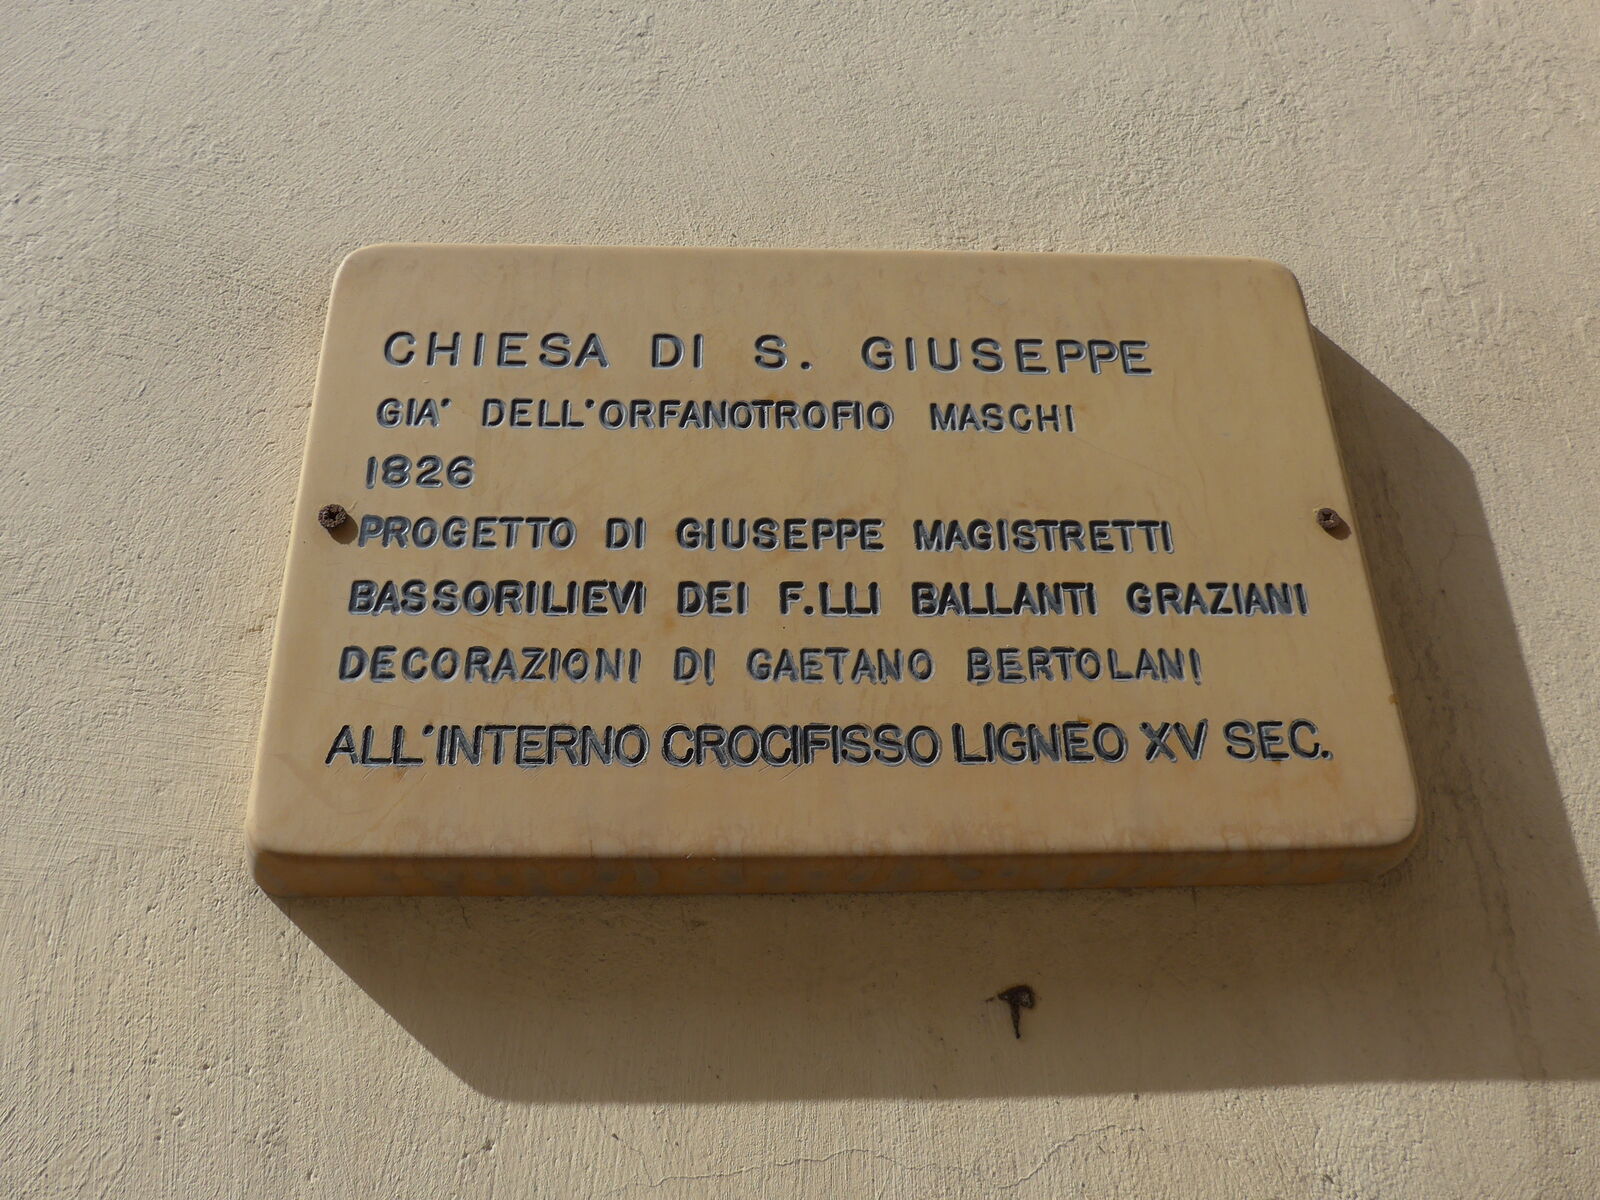 CHIESA DI S. GIUSEPPE
GIA' DELL'ORFANOTROFIO MASCHI
1826
PROGETTO DI GIUSEPPE MAGISTRETTI
BASSORILIEVI DEI F.LLI BALLANTI GRAZIANI
DECORAZIONI DI GAETANO BERTOLANI
ALL'INTERNO CROCIFISSO LIGNEO XV SEC.